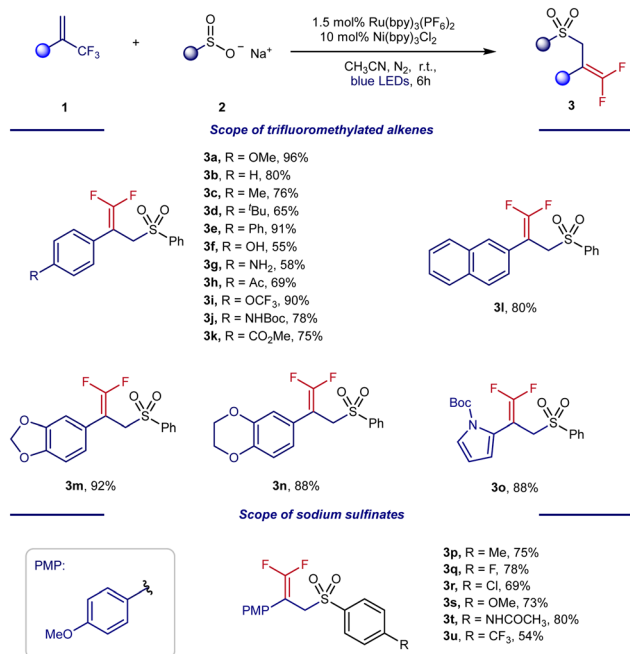 CF3
1
+
O
S
O⁻ Na⁺
2
1.5 mol% Ru(bpy)3(PF6)2
10 mol% Ni(bpy)3Cl2
CH3CN, N2 r.t.,
blue LEDs, 6h
O O
S
F
F
3
Scope of trifluoromethylated alkenes
F F
O O
S
Ph
R
3a, R = OMe, 96%
3b, R = H, 80%
3c, R = Me, 76%
3d, R = tBu, 65%
3e, R = Ph, 91%
3f, R = OH, 55%
3g, R = NH2, 58%
3h, R = Ac, 69%
3i, R = OCF3, 90%
3j, R = NHBoc, 78%
3k, R = CO2Me, 75%
F F
O O
S
Ph
3l, 80%
F F
O O
S
Ph
O
O
3m, 92%
F F
O O
S
Ph
O
O
3n, 88%
Boc
N
F F
O O
S
Ph
3o, 88%
Scope of sodium sulfinates
PMP:
MeO
F F
O O
S
PMP
R
3p, R = Me, 75%
3q, R = F, 78%
3r, R = Cl, 69%
3s, R = OMe, 73%
3t, R = NHCOCH3, 80%
3u, R = CF3, 54%